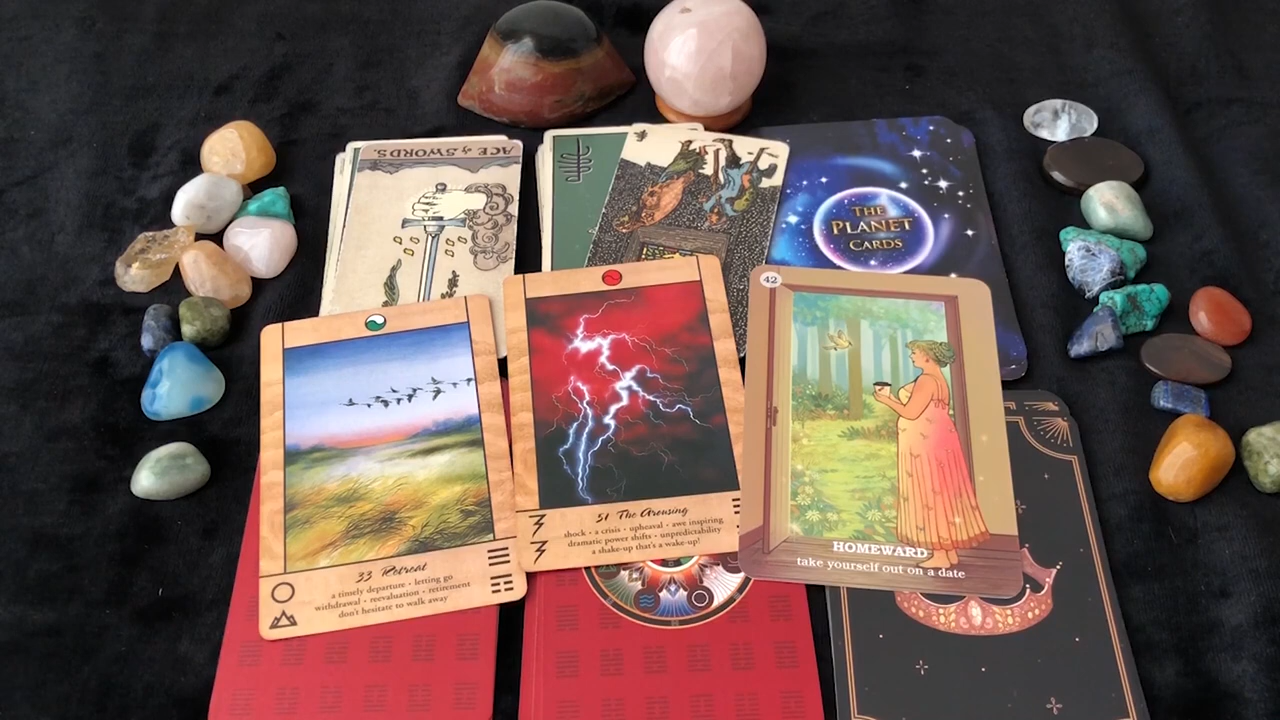 ACE of SWORDS.
THE
PLANET
CARDS
42
33 Retreat
a timely departure • letting go
withdrawal • reevaluation • retirement
don't hesitate to walk away
51 The Arousing
shock • a crisis • upheaval • awe inspiring
dramatic power shifts • unpredictability
a shake-up that's a wake-up!
HOMEWARD
take yourself out on a date